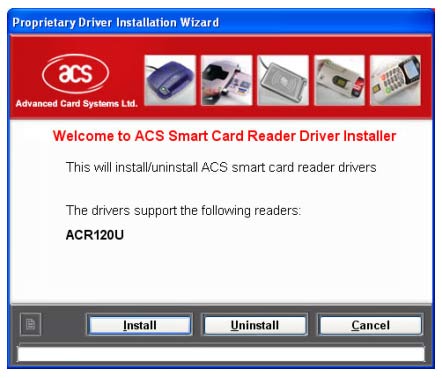 Proprietary Driver Installation Wizard
acs
Advanced Card Systems Ltd.
Welcome to ACS Smart Card Reader Driver Installer
This will install/uninstall ACS smart card reader drivers
The drivers support the following readers:
ACR120U
Install
Uninstall
Cancel